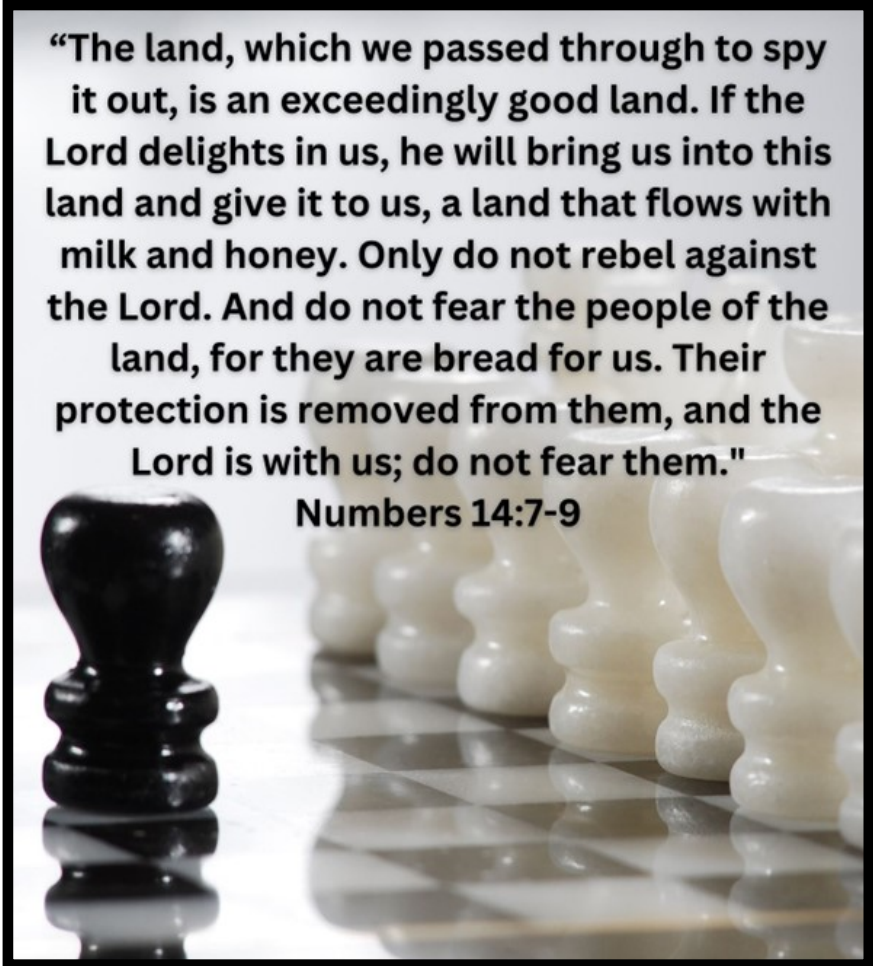 “The land, which we passed through to spy
it out, is an exceedingly good land. If the
Lord delights in us, he will bring us into this
land and give it to us, a land that flows with
milk and honey. Only do not rebel against
the Lord. And do not fear the people of the
land, for they are bread for us. Their
protection is removed from them, and the
Lord is with us; do not fear them."
Numbers 14:7-9